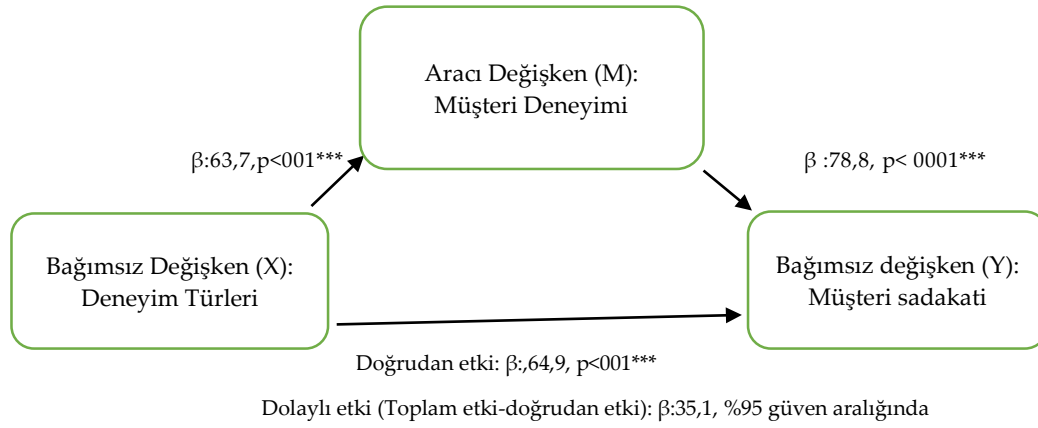 Aracı Değişken (M):
Müşteri Deneyimi
β:63,7,p<001***
β :78,8, p< 0001***
Bağımsız Değişken (X):
Deneyim Türleri
Bağımsız değişken (Y):
Müşteri sadakati
Doğrudan etki: β:,64,9, p<001***
Dolaylı etki (Toplam etki-doğrudan etki): β:35,1, %95 güven aralığında